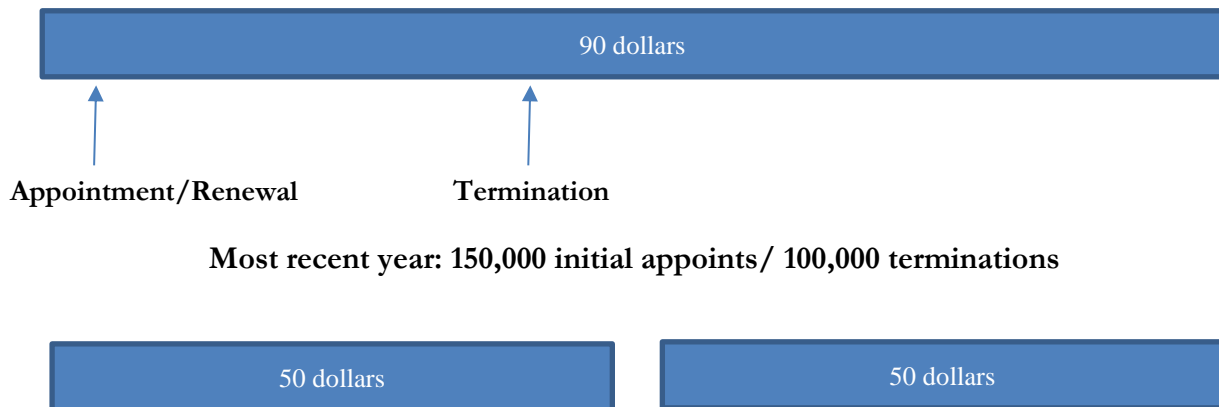 90 dollars
Appointment/Renewal Termination
Most recent year: 150,000 initial appoints/ 100,000 terminations
50 dollars 50 dollars